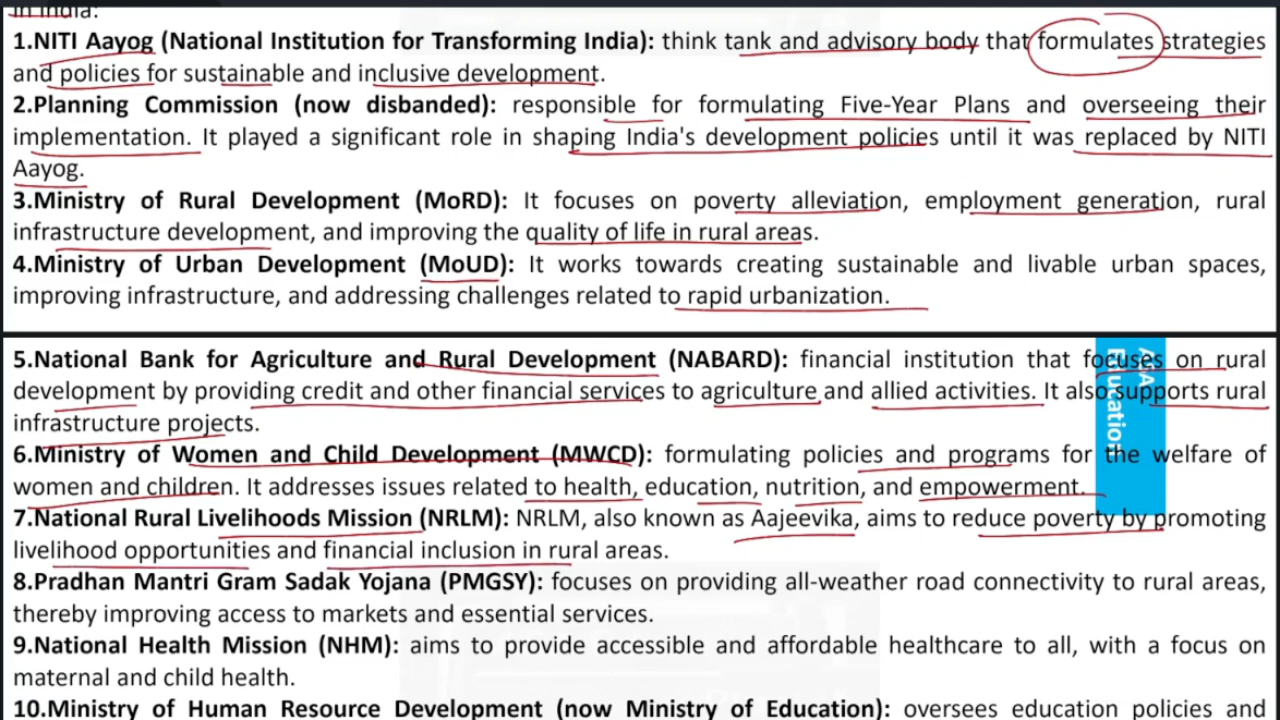 in India:
1.NITI Aayog (National Institution for Transforming India): think tank and advisory body that formulates strategies
and policies for sustainable and inclusive development.
2.Planning Commission (now disbanded): responsible for formulating Five-Year Plans and overseeing their
implementation. It played a significant role in shaping India's development policies until it was replaced by NITI
Aayog.
3.Ministry of Rural Development (MoRD): It focuses on poverty alleviation, employment generation, rural
infrastructure development, and improving the quality of life in rural areas.
4.Ministry of Urban Development (MoUD): It works towards creating sustainable and livable urban spaces,
improving infrastructure, and addressing challenges related to rapid urbanization.
5.National Bank for Agriculture and Rural Development (NABARD): financial institution that focuses on rural
development by providing credit and other financial services to agriculture and allied activities. It also supports rural
infrastructure projects.
6.Ministry of Women and Child Development (MWCD): formulating policies and programs for the welfare of
women and children. It addresses issues related to health, education, nutrition, and empowerment.
7.National Rural Livelihoods Mission (NRLM): NRLM, also known as Aajeevika, aims to reduce poverty by promoting
livelihood opportunities and financial inclusion in rural areas.
8.Pradhan Mantri Gram Sadak Yojana (PMGSY): focuses on providing all-weather road connectivity to rural areas,
thereby improving access to markets and essential services.
9.National Health Mission (NHM): aims to provide accessible and affordable healthcare to all, with a focus on
maternal and child health.
10.Ministry of Human Resource Development (now Ministry of Education): oversees education policies and
Education